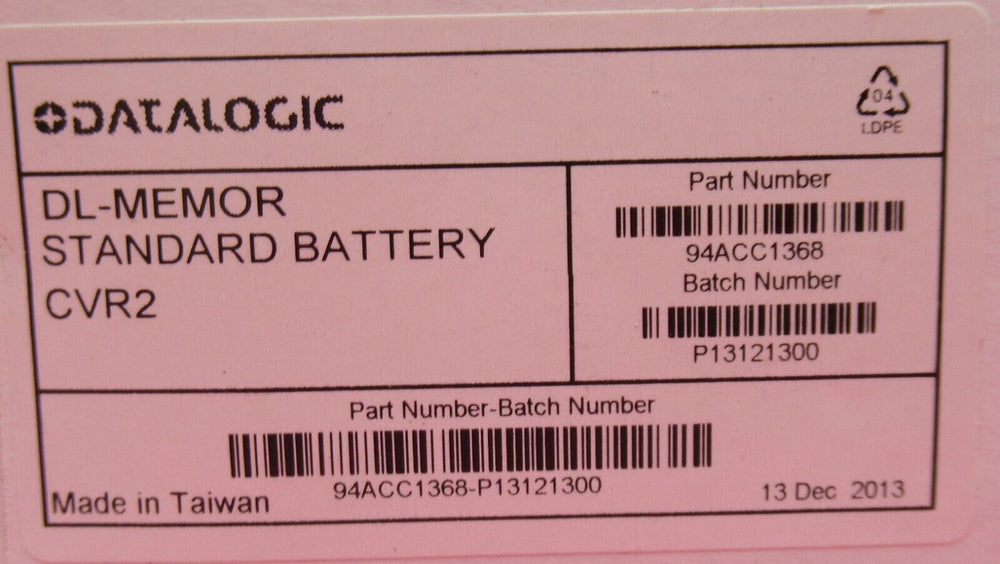 DATALOGIC
04
LDPE
DL-MEMOR
STANDARD BATTERY
CVR2
Part Number
94ACC1368
Batch Number
P13121300
Part Number-Batch Number
94ACC1368-P13121300
Made in Taiwan
13 Dec 2013